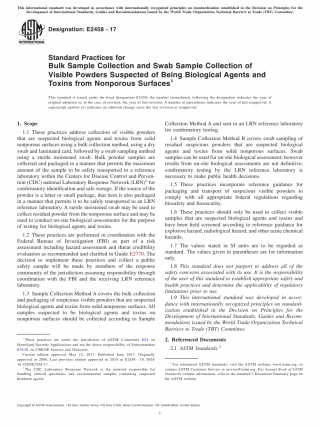 This international standard was developed in accordance with internationally recognized principles on standardization established in the Decision on Principles for the
Development of International Standards, Guides and Recommendations issued by the World Trade Organization Technical Barriers to Trade (TBT) Committee.
Designation: E2458 − 17
Standard Practices for
Bulk Sample Collection and Swab Sample Collection of
Visible Powders Suspected of Being Biological Agents and
Toxins from Nonporous Surfaces¹
This standard is issued under the fixed designation E2458; the number immediately following the designation indicates the year of
original adoption or, in the case of revision, the year of last revision. A number in parentheses indicates the year of last reapproval. A
superscript epsilon (ε) indicates an editorial change since the last revision or reapproval.
1. Scope
1.1 These practices address collection of visible powders
that are suspected biological agents and toxins from solid
nonporous surfaces using a bulk collection method, using a dry
swab and laminated card, followed by a swab sampling method
using a sterile moistened swab. Bulk powder samples are
collected and packaged in a manner that permits the maximum
amount of the sample to be safely transported to a reference
laboratory within the Centers for Disease Control and Preven-
tion (CDC) national Laboratory Response Network (LRN)² for
confirmatory identification and safe storage. If the source of the
powder is a letter or small package, then that item is also packaged
in a manner that permits it to be safely transported to an LRN
reference laboratory. A sterile moistened swab may be used to
collect residual powder from the nonporous surface and may be
used to conduct on-site biological assessments for the purpose
of testing for biological agents and toxins.
1.2 These practices are performed in coordination with the
Federal Bureau of Investigation (FBI) as part of a risk
assessment including hazard assessment and threat credibility
evaluation as recommended and clarified in Guide E2770. The
decision to implement these practices and collect a public
safety sample will be made by members of the response
community of the jurisdiction assuming responsibility through
coordination with the FBI and the receiving LRN reference
laboratory.
1.3 Sample Collection Method A covers the bulk collection
and packaging of suspicious visible powders that are suspected
biological agents and toxins from solid nonporous surfaces. All
samples suspected to be biological agents and toxins on
nonporous surfaces should be collected according to Sample
¹ These practices are under the jurisdiction of ASTM Committee E54 on
Homeland Security Applications and are the direct responsibility of Subcommittee
E54.01 on CBRNE Sensors and Detectors.
Current edition approved May 15, 2017. Published June 2017. Originally
approved in 2006. Last previous edition approved in 2010 as E2458 – 10. DOI:
10.1520/E2458-17.
² The CDC Laboratory Response Network is the network responsible for
handling clinical specimens and environmental samples containing suspected
biothreat agents.
Collection Method A and sent to an LRN reference laboratory
for confirmatory testing.
1.4 Sample Collection Method B covers swab sampling of
residual suspicious powders that are suspected biological
agents and toxins from solid nonporous surfaces. Swab
samples can be used for on-site biological assessment; however
results from on-site biological assessments are not definitive;
confirmatory testing by the LRN reference laboratory is
necessary to make public health decisions.
1.5 These practices incorporate reference guidance for
packaging and transport of suspicious visible powders to
comply with all appropriate federal regulations regarding
biosafety and biosecurity.
1.6 These practices should only be used to collect visible
samples that are suspected biological agents and toxins and
have been field screened according to reference guidance for
explosive hazard, radiological hazard, and other acute chemical
hazards.
1.7 The values stated in SI units are to be regarded as
standard. The values given in parentheses are for information
only.
1.8 This standard does not purport to address all of the
safety concerns associated with its use. It is the responsibility
of the user of this standard to establish appropriate safety and
health practices and determine the applicability of regulatory
limitations prior to use.
1.9 This international standard was developed in accor-
dance with internationally recognized principles on standard-
ization established in the Decision on Principles for the
Development of International Standards, Guides and Recom-
mendations issued by the World Trade Organization Technical
Barriers to Trade (TBT) Committee.
2. Referenced Documents
2.1 ASTM Standards:³
³ For referenced ASTM standards, visit the ASTM website, www.astm.org, or
contact ASTM Customer Service at service@astm.org. For Annual Book of ASTM
Standards volume information, refer to the standard's Document Summary page on
the ASTM website.
Copyright © ASTM International, 100 Barr Harbor Drive, PO Box C700, West Conshohocken, PA 19428-2959. United States
1